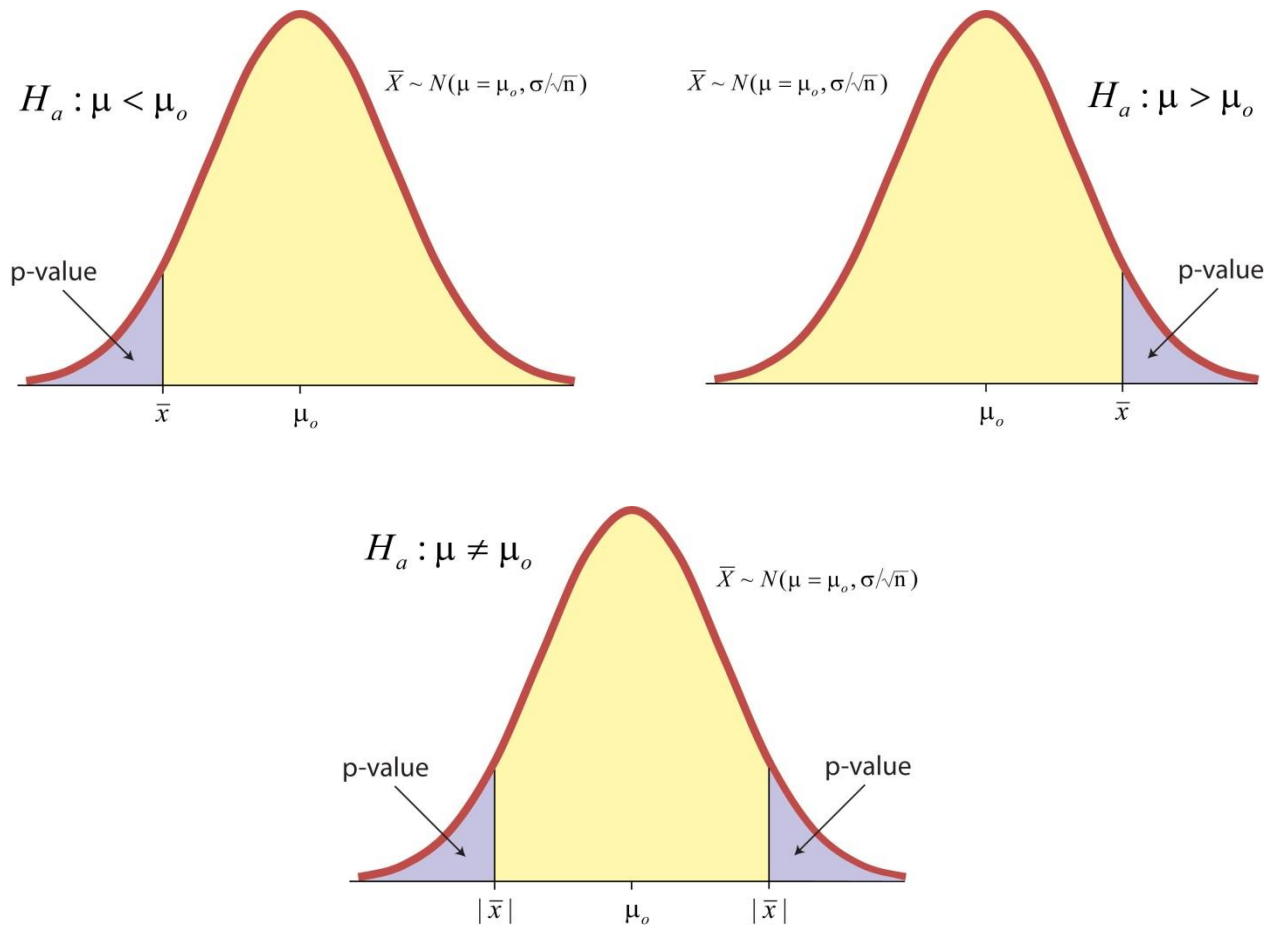 H_a : μ < μ_o
X̄ ~ N(μ = μ_o, σ/√n)
p-value
x̄
μ_o
X̄ ~ N(μ = μ_o, σ/√n)
H_a : μ > μ_o
p-value
μ_o
x̄
H_a : μ ≠ μ_o
X̄ ~ N(μ = μ_o, σ/√n)
p-value
p-value
| x̄ |
μ_o
| x̄ |